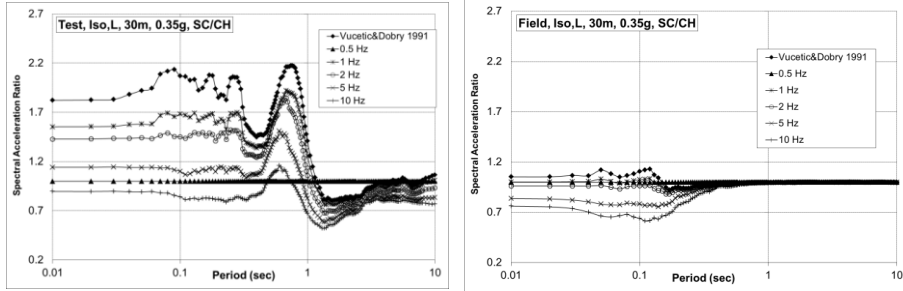 Test, Iso,L, 30m, 0.35g, SC/CH
Spectral Acceleration Ratio
2.7
2.2
1.7
1.2
0.7
0.2
Vucetic&Dobry 1991
0.5 Hz
1 Hz
2 Hz
5 Hz
10 Hz
0.01
0.1
1
10
Period (sec)
Field, Iso,L, 30m, 0.35g, SC/CH
Spectral Acceleration Ratio
2.7
2.2
1.7
1.2
0.7
0.2
Vucetic&Dobry 1991
0.5 Hz
1 Hz
2 Hz
5 Hz
10 Hz
0.01
0.1
1
10
Period (sec)